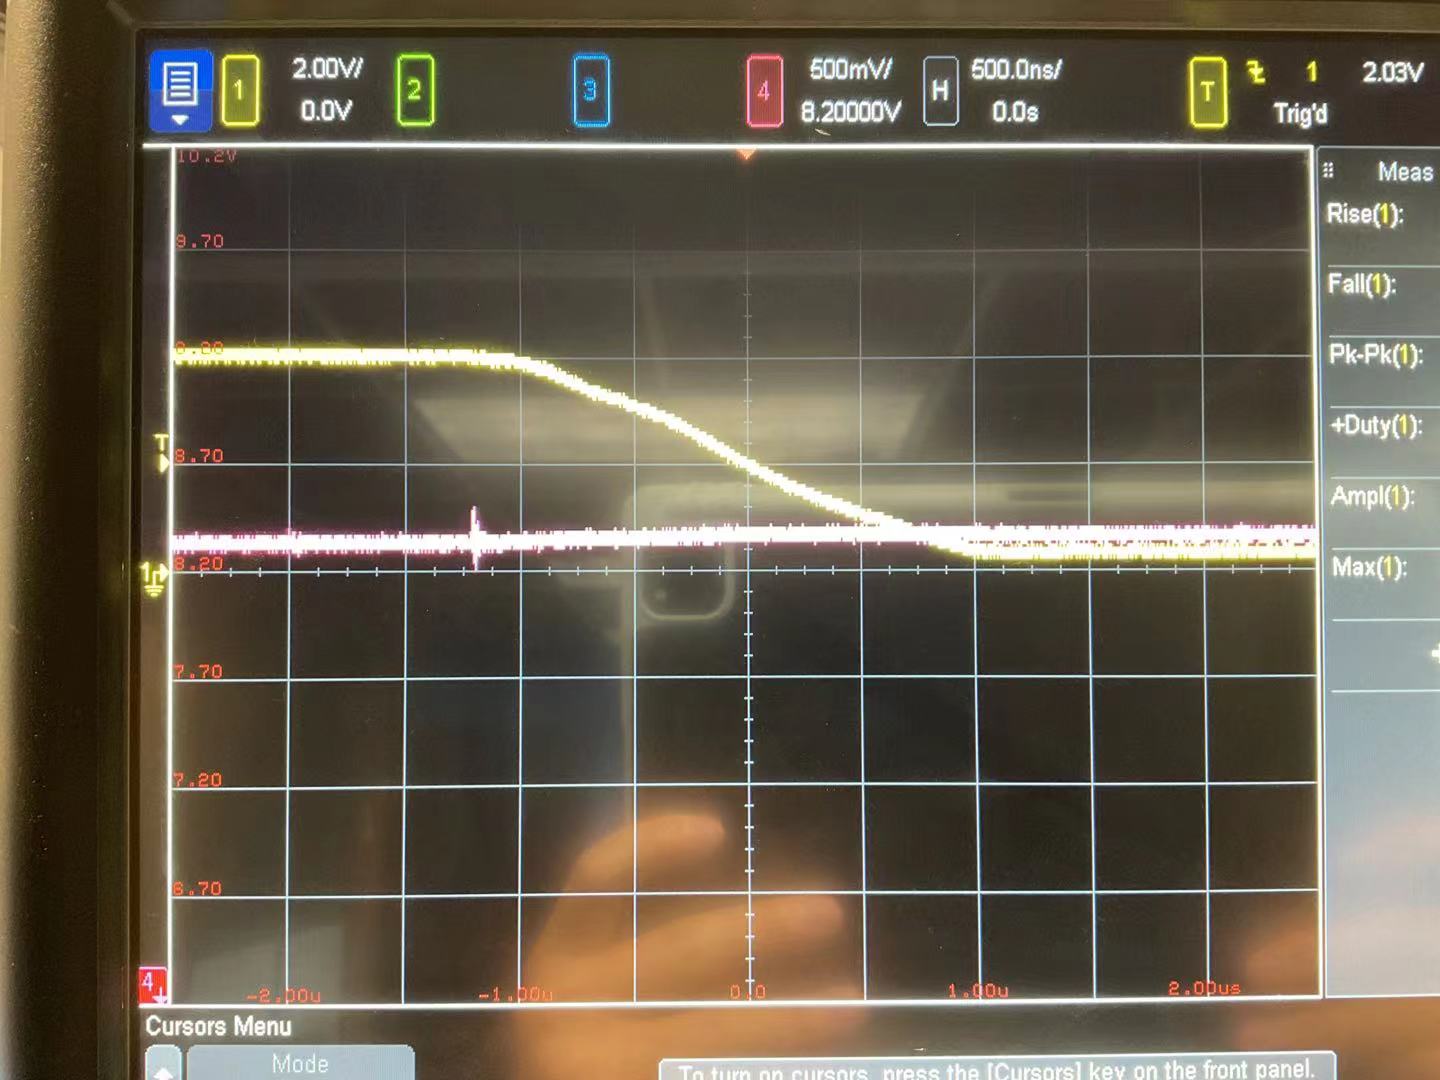 1 2.00V/ 2 3 4 500mV/ H 500.0ns/ T 1 2.03V
0.0V 8.20000V 0.0s Trig'd
10.2V
Meas
Rise(1):
9.70
Fall(1):
Pk-Pk(1):
+Duty(1):
T
8.70
Ampl(1):
8.20
Max(1):
1
7.70
7.20
6.70
4
-2.00u -1.00u 0.0 1.00u 2.00us
Cursors Menu
Mode
To turn on cursors, press the [Cursors] key on the front panel.